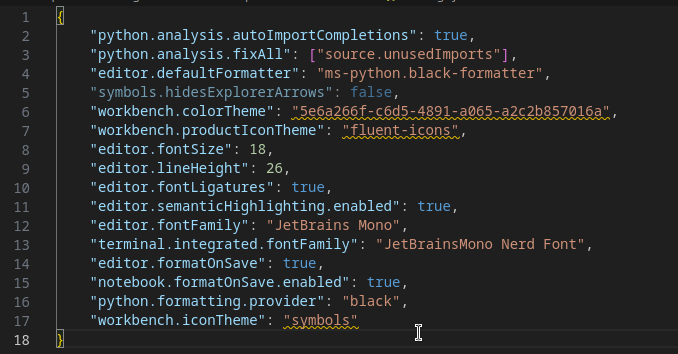 1 {
2 "python.analysis.autoImportCompletions": true,
3 "python.analysis.fixAll": ["source.unusedImports"],
4 "editor.defaultFormatter": "ms-python.black-formatter",
5 "symbols.hidesExplorerArrows": false,
6 "workbench.colorTheme": "5e6a266f-c6d5-4891-a065-a2c2b857016a",
7 "workbench.productIconTheme": "fluent-icons",
8 "editor.fontSize": 18,
9 "editor.lineHeight": 26,
10 "editor.fontLigatures": true,
11 "editor.semanticHighlighting.enabled": true,
12 "editor.fontFamily": "JetBrains Mono",
13 "terminal.integrated.fontFamily": "JetBrainsMono Nerd Font",
14 "editor.formatOnSave": true,
15 "notebook.formatOnSave.enabled": true,
16 "python.formatting.provider": "black",
17 "workbench.iconTheme": "symbols"
18 }